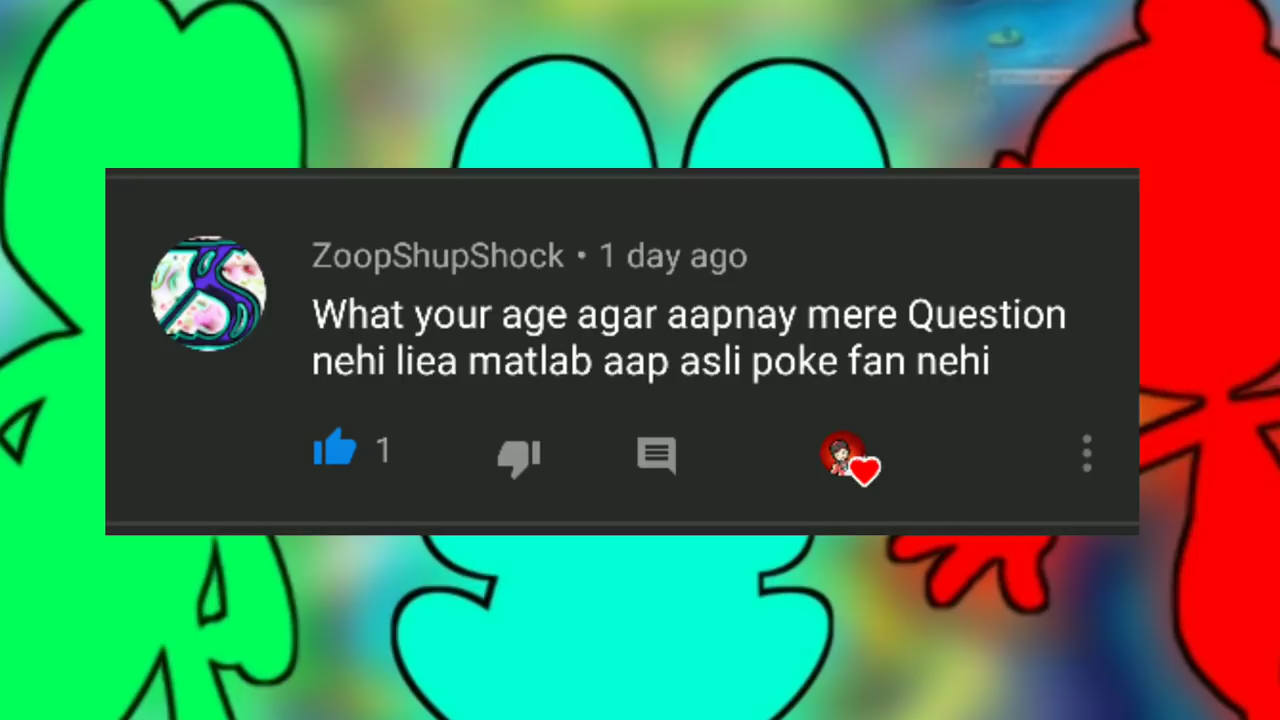 ZoopShupShock • 1 day ago
What your age agar aapnay mere Question
nehi liea matlab aap asli poke fan nehi
1